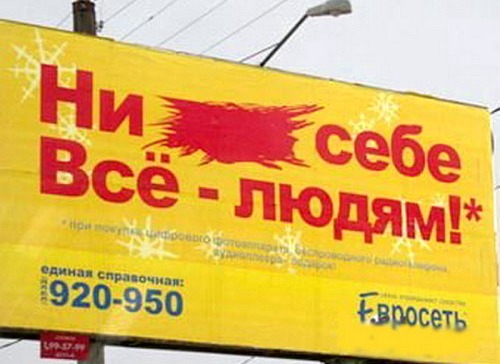 Ни себе
Всё - людям!*
* при покупке цифрового фотоаппарата, беспроводного радиотелефона,
аудиоплеера - подарок!
единая справочная:
920-950
Евросеть